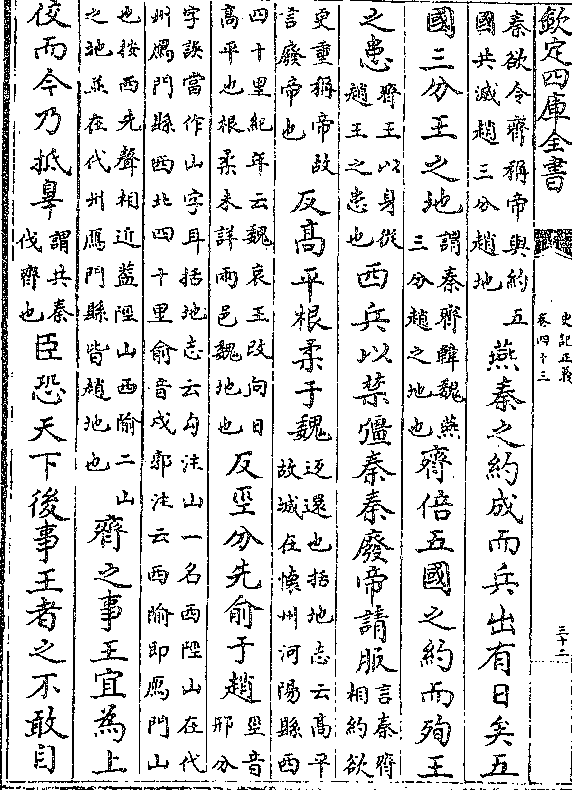 欽定四庫全書
史記正義
卷四十三
三十二
秦欲令齊稱帝與約五
國共滅趙三分趙地
燕秦之約成而兵出有日矣五
國三分王之地
謂秦齊韓魏燕
三分趙之地也
齊倍五國之約而殉王
之患
齊王以身從
趙王之患也
西兵以禁彊秦秦廢帝請服
言秦齊
相約欲
更重稱帝故
言廢帝也
反髙平根柔于魏
返還也括地志云髙平
故城在懷州河陽縣西
四十里紀年云魏哀王改向曰
髙平也根柔未詳兩邑魏地也
反巠分先俞于趙
巠音
邢分
字誤當作山字耳括地志云勾注山一名西陘山在代
州鴈門縣西北四十里俞音戍郭注云西隃即鴈門山
也按西先聲相近蓋陘山西隃二山
之地並在代州鴈門縣皆趙地也
齊之事王宜為上
佼而今乃抵辠
謂共秦
伐齊也
臣恐天下後事王者之不敢自